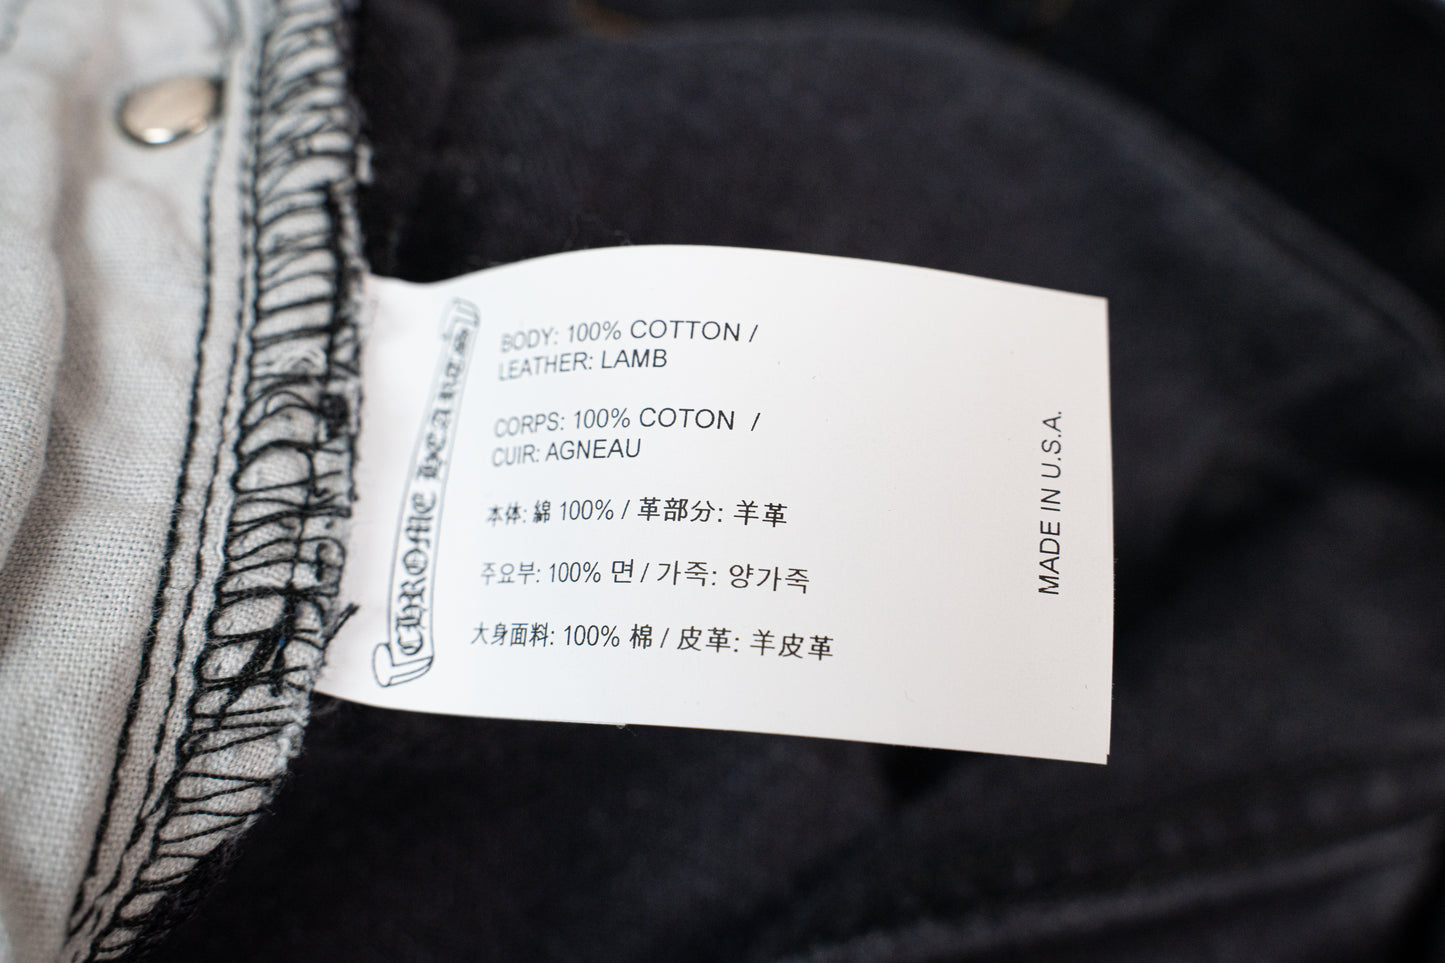 CHROME HEARTS
BODY: 100% COTTON /
LEATHER: LAMB
CORPS: 100% COTON /
CUIR: AGNEAU
本体: 綿 100% / 革部分: 羊革
주요부: 100% 면 / 가죽: 양가죽
大身面料: 100% 棉 / 皮革: 羊皮革
MADE IN U.S.A.